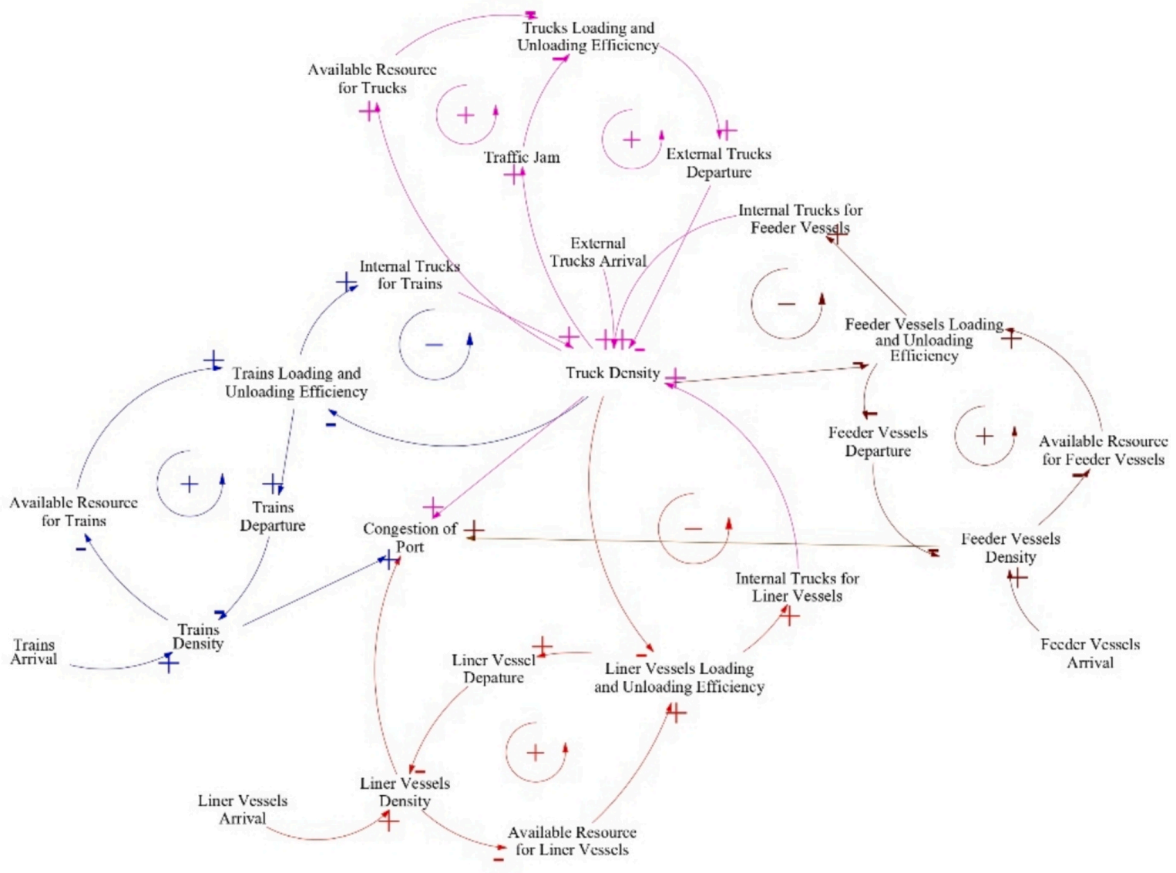 Trucks Loading and
Unloading Efficiency
Available Resource
for Trucks
+
Traffic Jam
+
External Trucks
Departure
Internal Trucks for
Feeder Vessels
External
Trucks Arrival
Internal Trucks
for Trains
−
Feeder Vessels Loading
and Unloading
Efficiency
−
Trains Loading and
Unloading Efficiency
Truck Density
Feeder Vessels
Departure
+
Available Resource
for Feeder Vessels
Available Resource
for Trains
+
Trains
Departure
Congestion of
Port
−
Feeder Vessels
Density
Internal Trucks for
Liner Vessels
Trains
Density
Trains
Arrival
Feeder Vessels
Arrival
Liner Vessel
Depature
Liner Vessels Loading
and Unloading Efficiency
+
Liner Vessels
Density
Liner Vessels
Arrival
Available Resource
for Liner Vessels